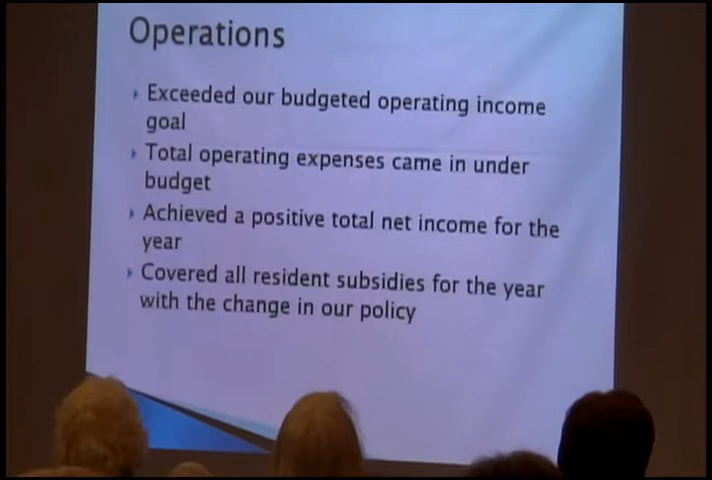 Operations
Exceeded our budgeted operating income
goal
Total operating expenses came in under
budget
Achieved a positive total net income for the
year
Covered all resident subsidies for the year
with the change in our policy